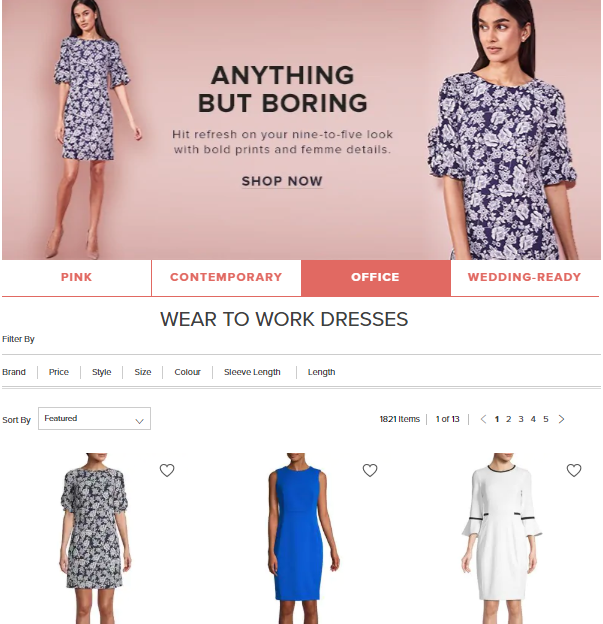 ANYTHING
BUT BORING
Hit refresh on your nine-to-five look
with bold prints and femme details.
SHOP NOW
PINK CONTEMPORARY OFFICE WEDDING-READY
WEAR TO WORK DRESSES
Filter By
Brand Price Style Size Colour Sleeve Length Length
Sort By Featured 1821 Items 1 of 13 1 2 3 4 5